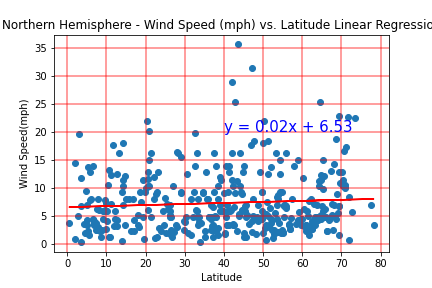 Northern Hemisphere - Wind Speed (mph) vs. Latitude Linear Regressio
35
30
25
20
15
10
5
0
Wind Speed(mph)
y = 0.02x + 6.53
0 10 20 30 40 50 60 70 80
Latitude